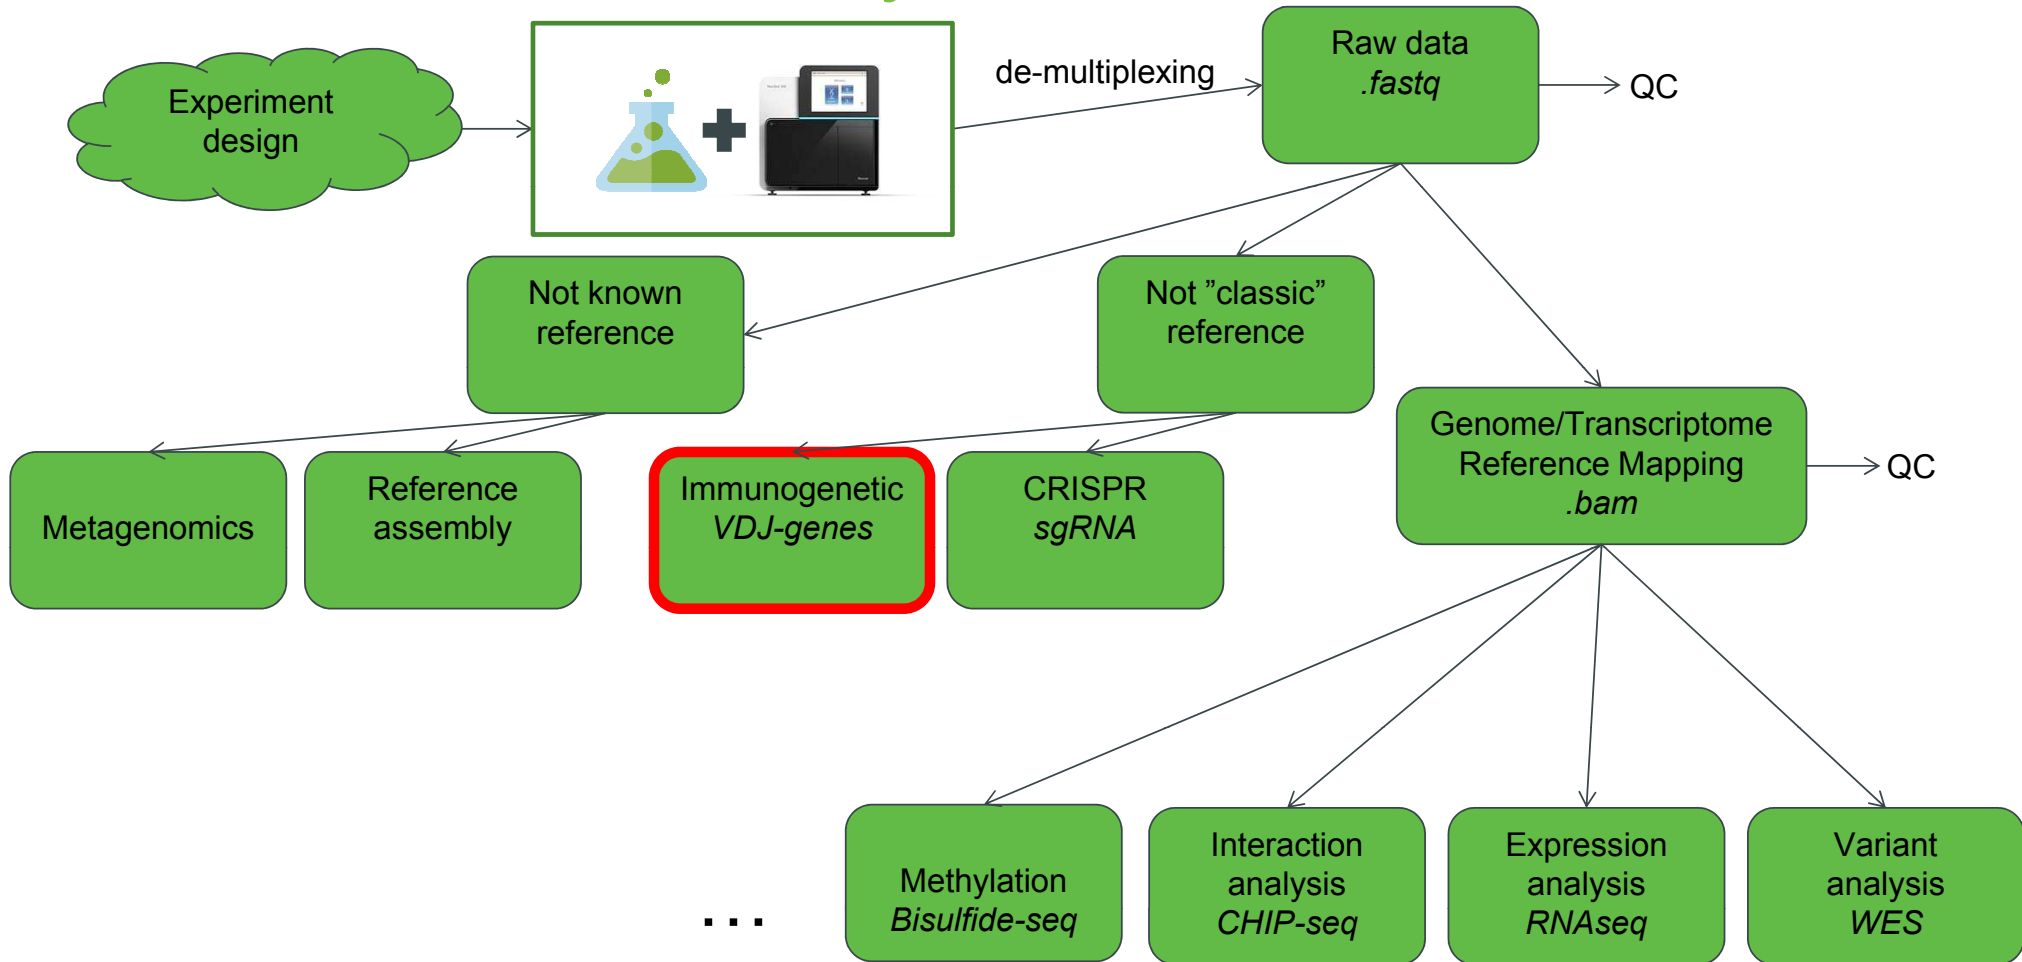 Experiment
design
de-multiplexing
Raw data
.fastq
QC
Not known
reference
Not ”classic”
reference
Genome/Transcriptome
Reference Mapping
.bam
QC
Metagenomics
Reference
assembly
Immunogenetic
VDJ-genes
CRISPR
sgRNA
...
Methylation
Bisulfide-seq
Interaction
analysis
CHIP-seq
Expression
analysis
RNAseq
Variant
analysis
WES